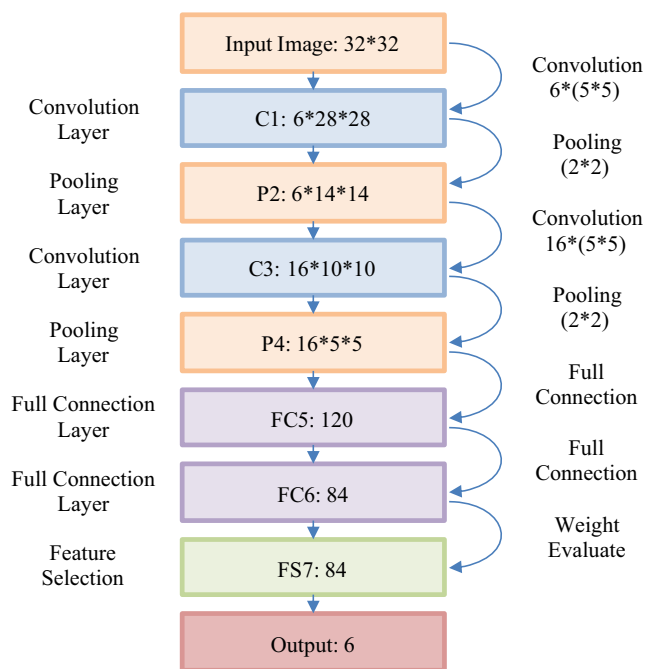 Input Image: 32*32
Convolution
6*(5*5)
Convolution
Layer
C1: 6*28*28
Pooling
(2*2)
Pooling
Layer
P2: 6*14*14
Convolution
16*(5*5)
Convolution
Layer
C3: 16*10*10
Pooling
(2*2)
Pooling
Layer
P4: 16*5*5
Full
Connection
Full Connection
Layer
FC5: 120
Full
Connection
Full Connection
Layer
FC6: 84
Weight
Evaluate
Feature
Selection
FS7: 84
Output: 6